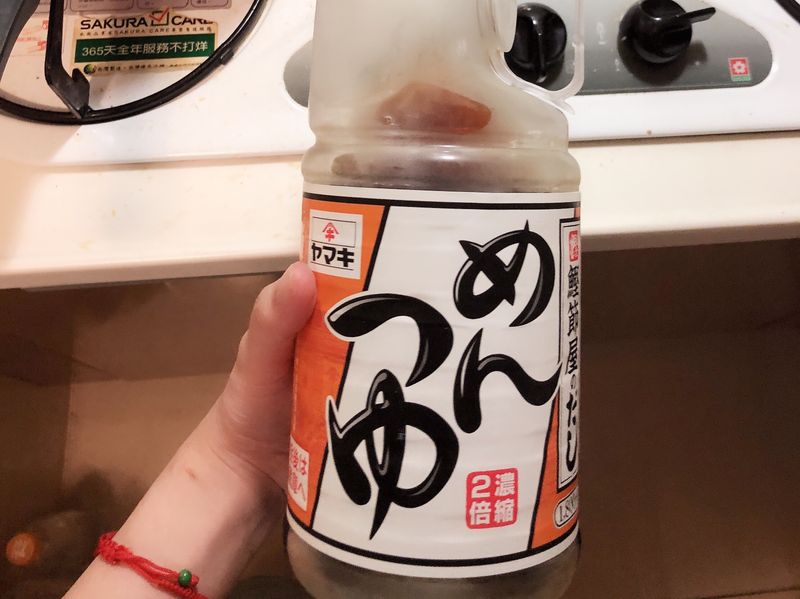 SAKURA CARE
365天全年服務不打烊
ヤマキ
めん
つゆ
鰹節屋のだし
濃縮
2倍